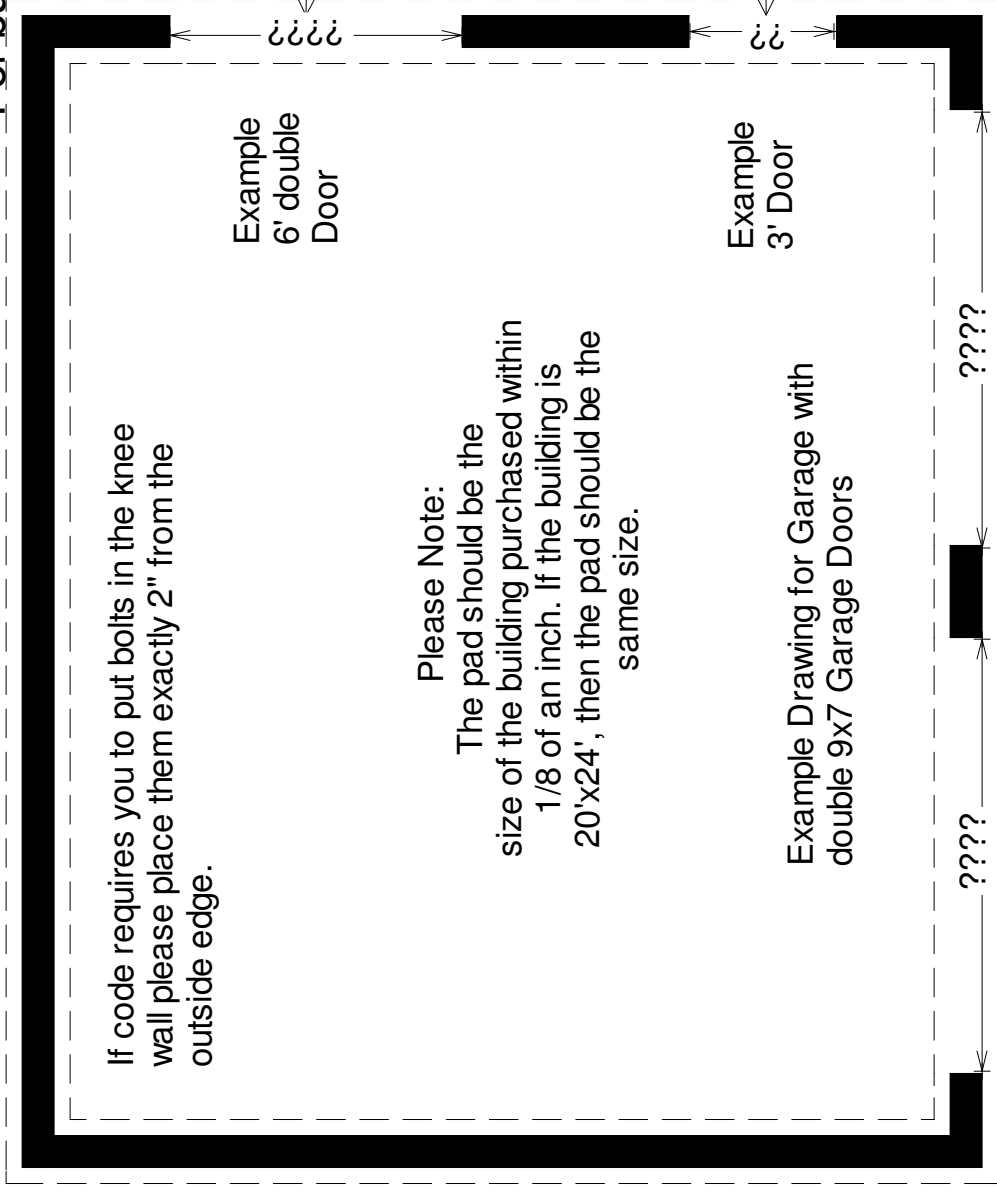 If code requires you to put bolts in the knee
wall please place them exactly 2" from the
outside edge.
Example
6' double
Door
Please Note:
The pad should be the
size of the building purchased within
1/8 of an inch. If the building is
20'x24', then the pad should be the
same size.
Example
3' Door
Example Drawing for Garage with
double 9x7 Garage Doors
????
??
????
????